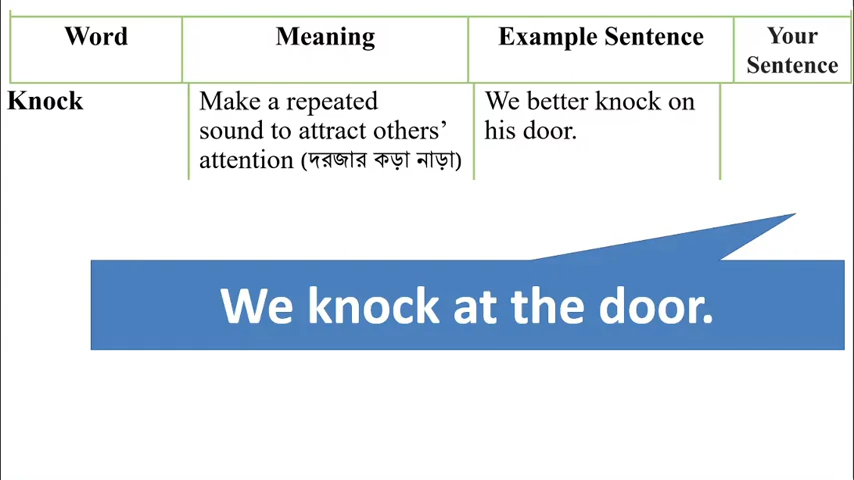 Word Meaning Example Sentence Your
Sentence
Knock Make a repeated We better knock on
sound to attract others’ his door.
attention (দরজার কড়া নাড়া)
We knock at the door.